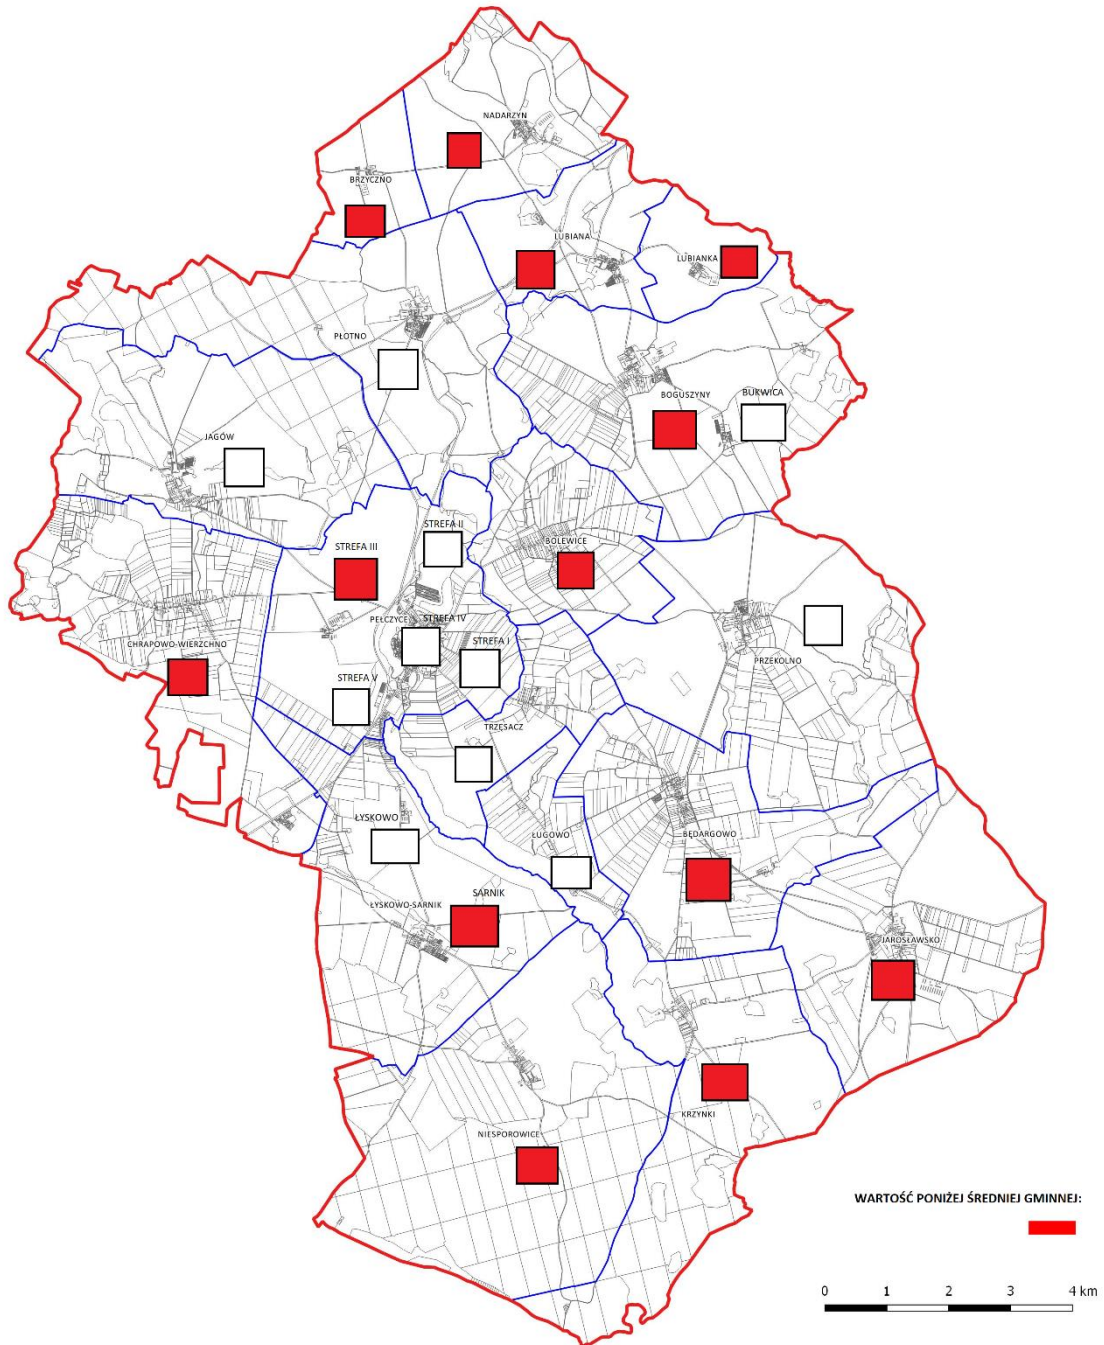 NADARZYN
BRZYCZNO
LUBIANA
LUBIANKA
PŁOTNO
BOGUSZYNY
BUKWICA
JAGÓW
STREFA II
STREFA III
BOLEWICE
PEŁCZYCE
STREFA IV
STREFA I
CHRAPOWO-WIERZCHNO
PRZEKOLNO
STREFA V
TRZĘSACZ
ŁYSKOWO
ŁUGOWO
BĘDARGOWO
SARNIK
ŁYSKOWO-SARNIK
JAROSŁAWSKO
KRZYNKI
NIESPOROWICE
WARTOŚĆ PONIŻEJ ŚREDNIEJ GMINNEJ:
0 1 2 3 4 km